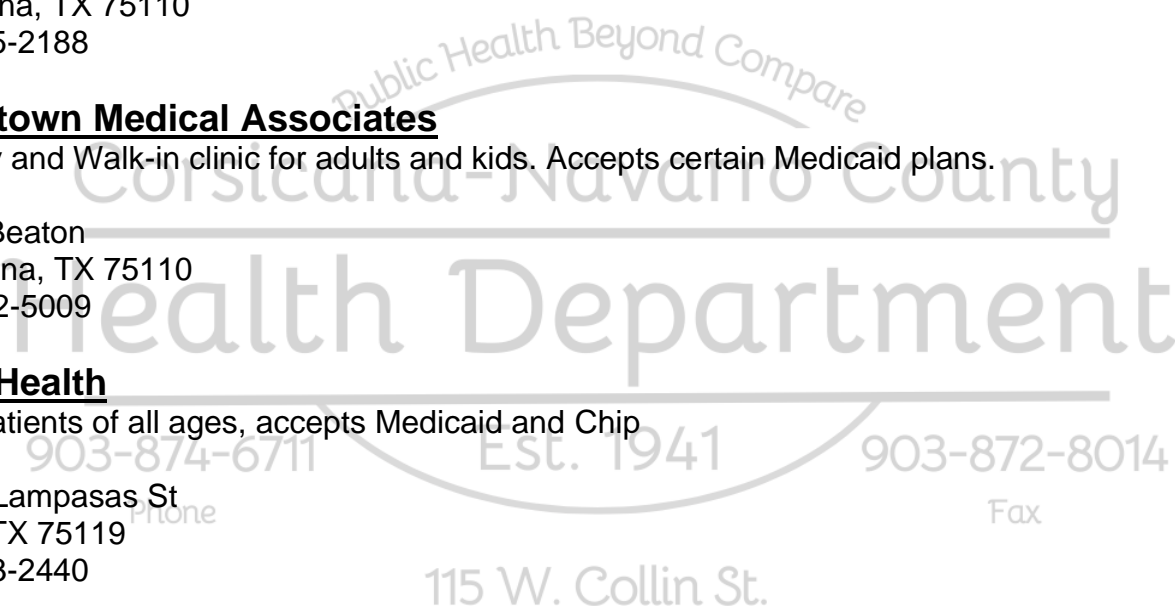 na, TX 75110
5-2188
Public Health Beyond Compare
town Medical Associates
and Walk-in clinic for adults and kids. Accepts certain Medicaid plans.
Corsicana-Navarro County
Beaton
na, TX 75110
2-5009
Health Department
Health
atients of all ages, accepts Medicaid and Chip
903-874-6711 Est. 1941 903-872-8014
Lampasas St
Phone Fax
TX 75119
3-2440
115 W. Collin St.